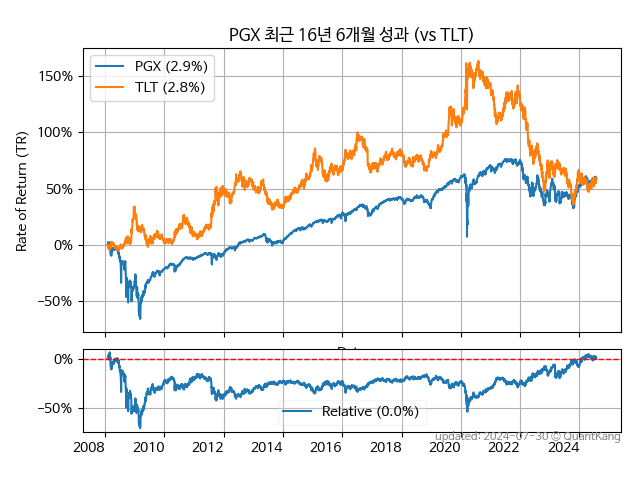 PGX 최근 16년 6개월 성과 (vs TLT)
PGX (2.9%)
TLT (2.8%)
Rate of Return (TR)
150%
100%
50%
0%
−50%
0%
−50%
Relative (0.0%)
2008 2010 2012 2014 2016 2018 2020 2022 2024
updated: 2024-07-30 © QuantKang